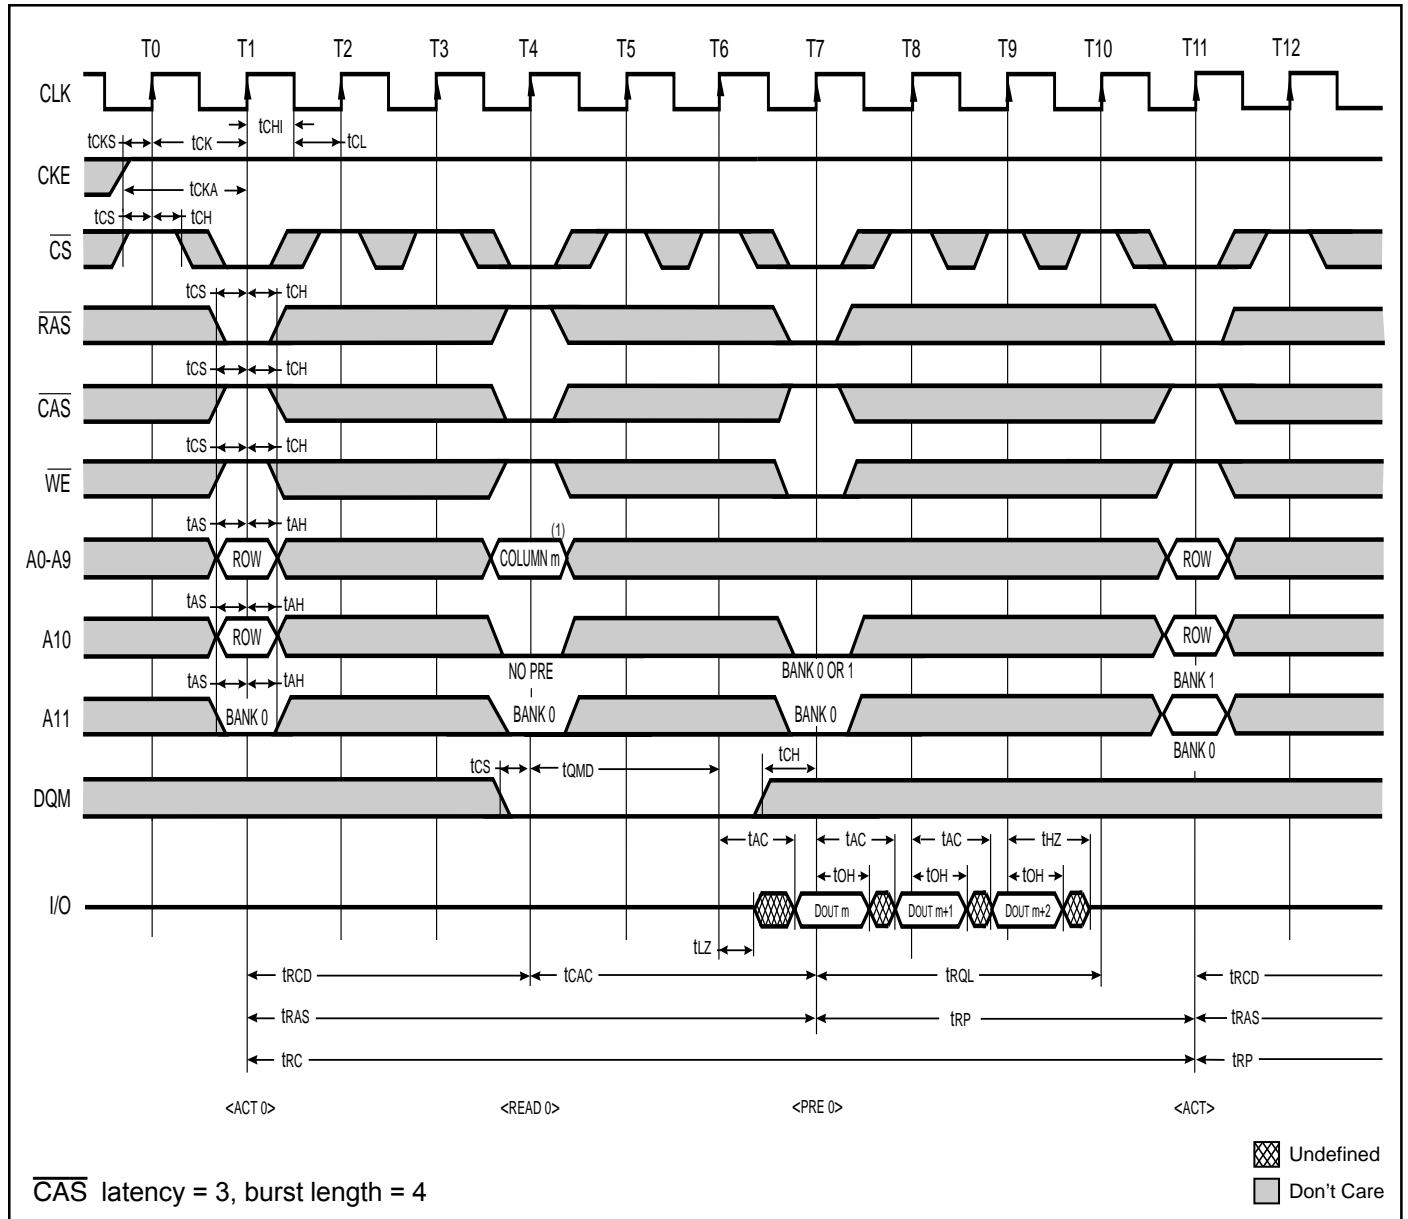 T0 T1 T2 T3 T4 T5 T6 T7 T8 T9 T10 T11 T12
CLK
tCHI
tCKS tCK tCL
CKE
tCKA
tCS tCH
CS
tCS tCH
RAS
tCS tCH
CAS
tCS tCH
WE
tAS tAH (1)
A0-A9 ROW COLUMN m ROW
tAS tAH
A10 ROW ROW
NO PRE BANK 0 OR 1 BANK 1
tAS tAH
A11 BANK 0 BANK 0 BANK 0
BANK 0
tCS tQMD tCH
DQM
tAC tAC tAC tHZ
tOH tOH tOH
I/O DOUT m DOUT m+1 DOUT m+2
tLZ
tRCD tCAC tRQL tRCD
tRAS tRP tRAS
tRC tRP
<ACT 0> <READ 0> <PRE 0> <ACT>
Undefined
CAS latency = 3, burst length = 4
Don't Care